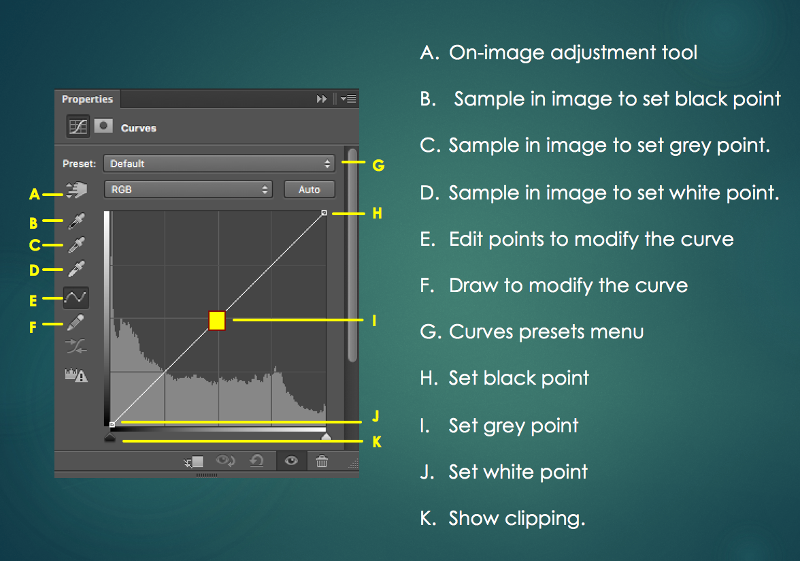 Properties
Curves
Preset: Default
RGB Auto
A
B
C
D
E
F
G
H
I
J
K
A. On-image adjustment tool
B. Sample in image to set black point
C. Sample in image to set grey point.
D. Sample in image to set white point.
E. Edit points to modify the curve
F. Draw to modify the curve
G. Curves presets menu
H. Set black point
I. Set grey point
J. Set white point
K. Show clipping.